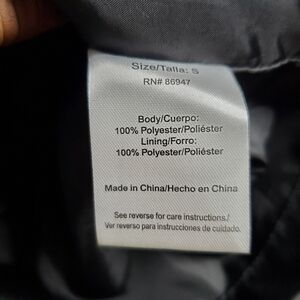 Size/Talla: S
RN# 86947
Body/Cuerpo:
100% Polyester/Poliéster
Lining/Forro:
100% Polyester/Poliéster
Made in China/Hecho en China
See reverse for care instructions./
Ver reverso para instrucciones de cuidado.